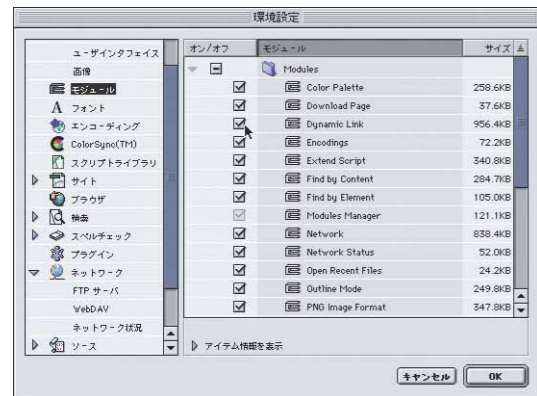 環境設定
ユーザインタフェイス
画像
モジュール
フォント
エンコーディング
ColorSync(TM)
スクリプトライブラリ
サイト
ブラウザ
検索
スペルチェック
プラグイン
ネットワーク
FTP サーバ
WebDAV
ネットワーク状況
ソース
オン/オフ モジュール サイズ
Modules
Color Palette 258.6KB
Download Page 37.6KB
Dynamic Link 956.4KB
Encodings 72.2KB
Extend Script 340.8KB
Find by Content 284.7KB
Find by Element 105.0KB
Modules Manager 121.1KB
Network 838.4KB
Network Status 52.0KB
Open Recent Files 24.2KB
Outline Mode 249.8KB
PNG Image Format 347.8KB
アイテム情報を表示
キャンセル OK